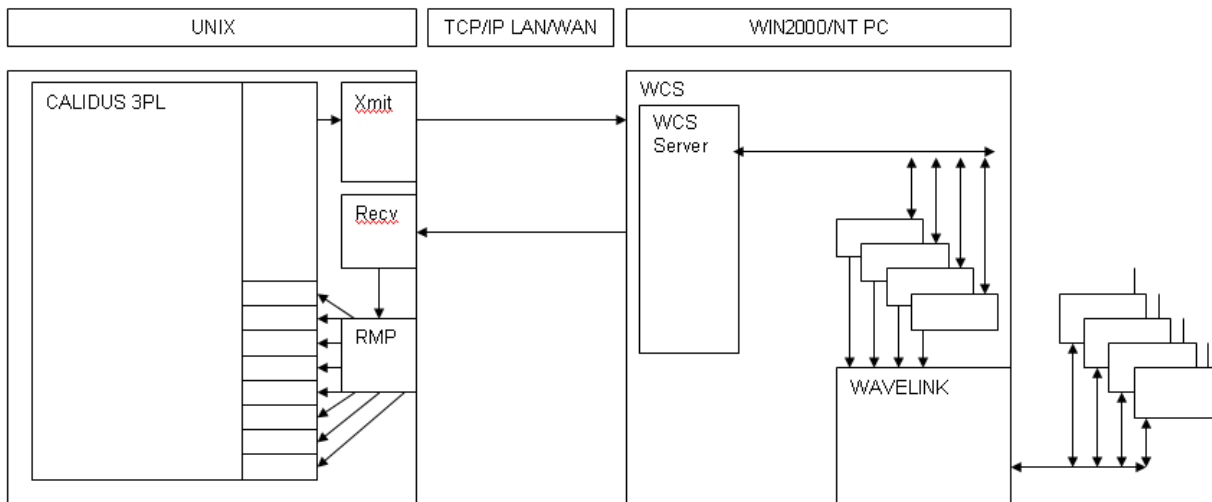 UNIX
TCP/IP LAN/WAN
WIN2000/NT PC
CALIDUS 3PL
Xmit
Recv
RMP
WCS
WCS
Server
WAVELINK